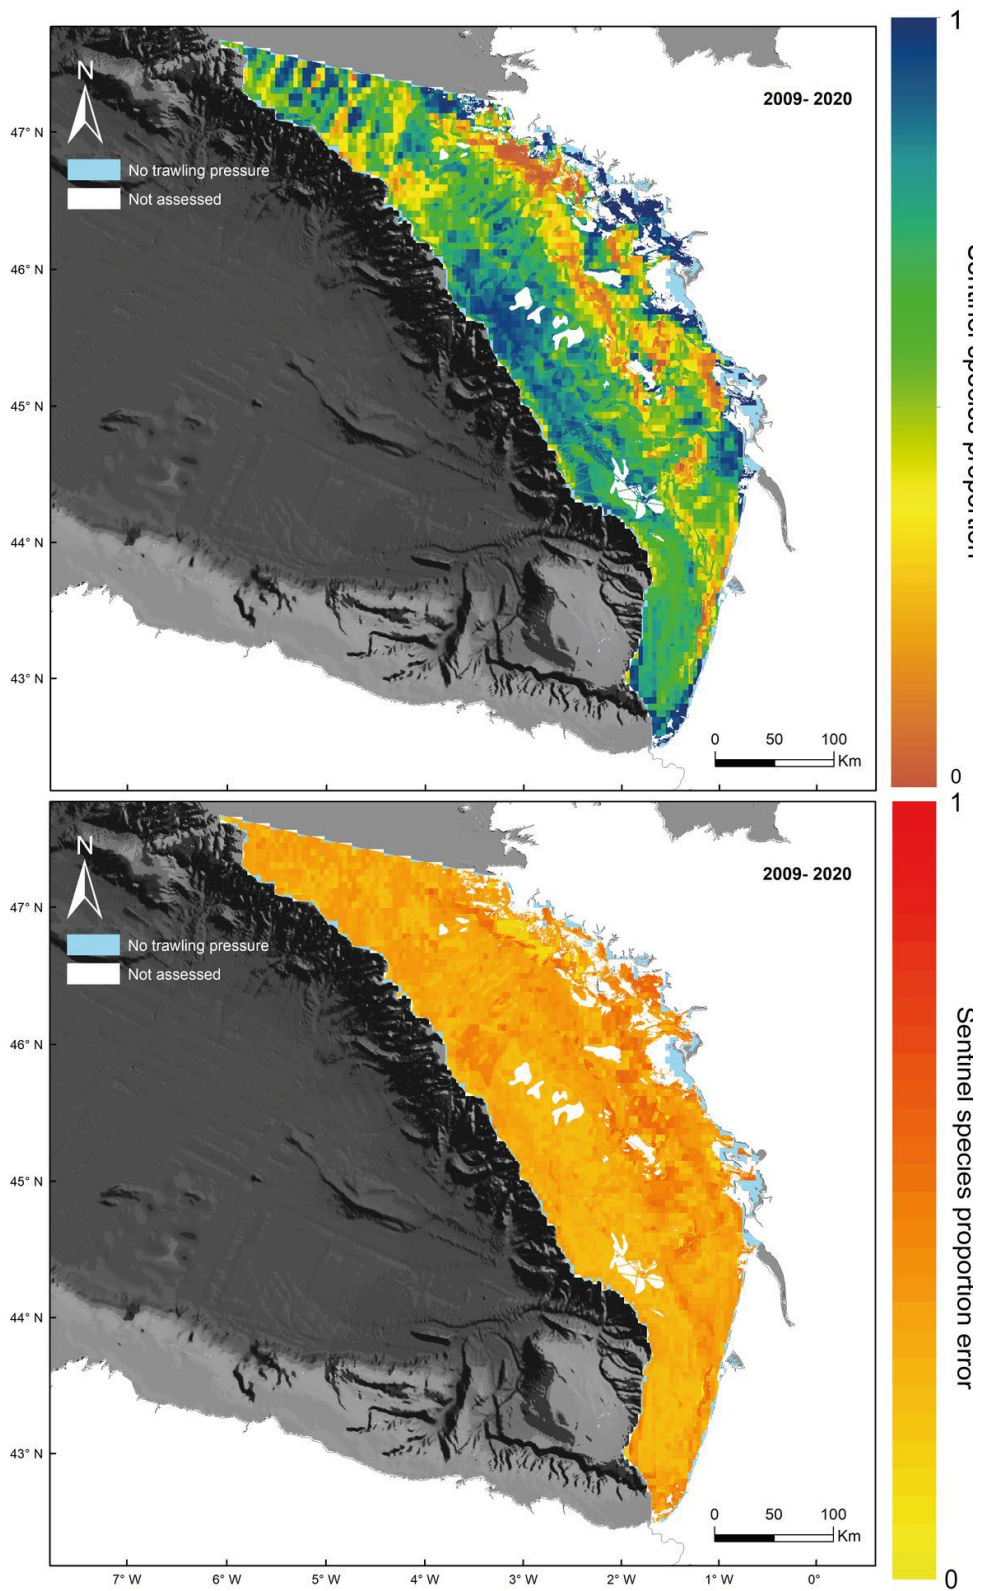 1
N
2009- 2020
47° N
No trawling pressure
Not assessed
46° N
45° N
proportion
44° N
43° N
0 50 100
Km
0
1
N
2009- 2020
47° N
No trawling pressure
Not assessed
46° N
Sentinel species proportion error
45° N
44° N
43° N
0 50 100
Km
0
7° W 6° W 5° W 4° W 3° W 2° W 1° W 0°